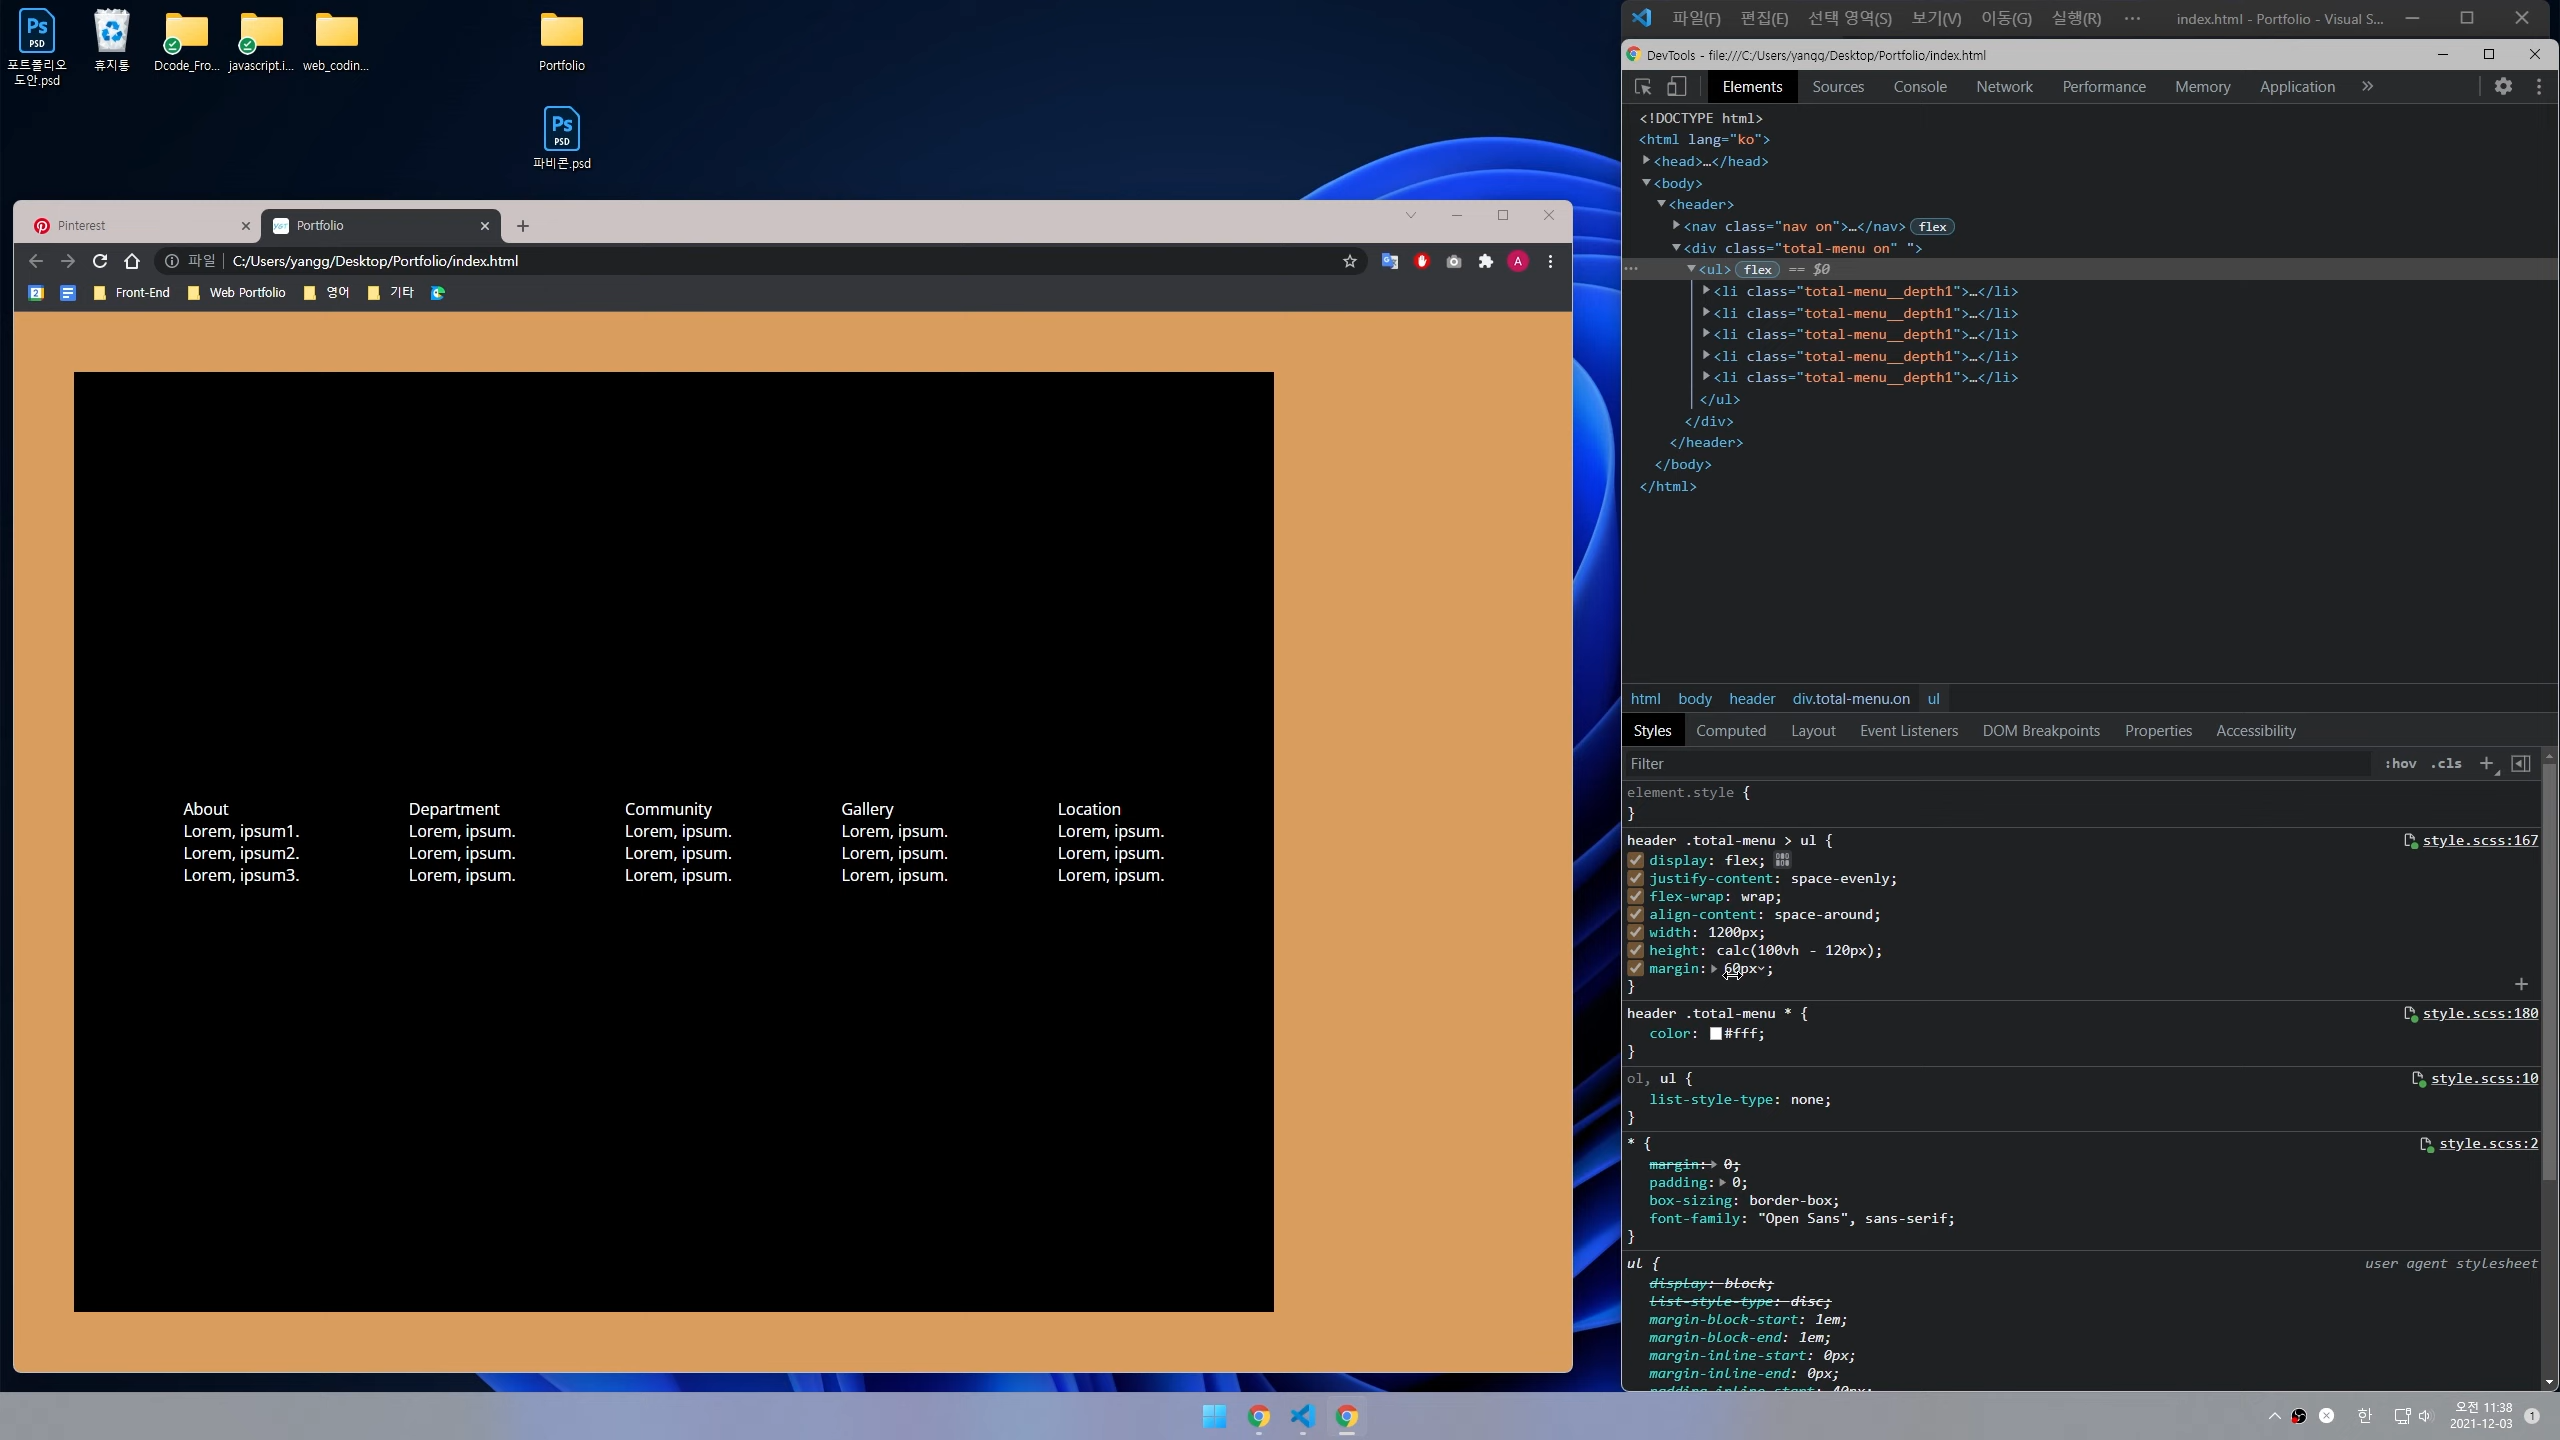 포트폴리오
도안.psd
휴지통
Dcode_Fro...
javascript.i...
web_codin...
Portfolio
파비콘.psd
Pinterest
Portfolio
파일
C:/Users/yangg/Desktop/Portfolio/index.html
Front-End
Web Portfolio
영어
기타
About
Lorem, ipsum1.
Lorem, ipsum2.
Lorem, ipsum3.
Department
Lorem, ipsum.
Lorem, ipsum.
Lorem, ipsum.
Community
Lorem, ipsum.
Lorem, ipsum.
Lorem, ipsum.
Gallery
Lorem, ipsum.
Lorem, ipsum.
Lorem, ipsum.
Location
Lorem, ipsum.
Lorem, ipsum.
Lorem, ipsum.
파일(F) 편집(E) 선택 영역(S) 보기(V) 이동(G) 실행(R) ··· index.html - Portfolio - Visual S...
DevTools - file:///C:/Users/yangg/Desktop/Portfolio/index.html
Elements Sources Console Network Performance Memory Application »
<!DOCTYPE html>
<html lang="ko">
<head>…</head>
<body>
<header>
<nav class="nav on">…</nav> flex
<div class="total-menu on" ">
<ul> flex == $0
<li class="total-menu__depth1">…</li>
<li class="total-menu__depth1">…</li>
<li class="total-menu__depth1">…</li>
<li class="total-menu__depth1">…</li>
<li class="total-menu__depth1">…</li>
</ul>
</div>
</header>
</body>
</html>
html body header div.total-menu.on ul
Styles Computed Layout Event Listeners DOM Breakpoints Properties Accessibility
Filter :hov .cls
element.style {
}
header .total-menu > ul { style.scss:167
display: flex;
justify-content: space-evenly;
flex-wrap: wrap;
align-content: space-around;
width: 1200px;
height: calc(100vh - 120px);
margin: 60px;
}
header .total-menu * { style.scss:180
color: #fff;
}
ol, ul { style.scss:10
list-style-type: none;
}
* { style.scss:2
margin: 0;
padding: 0;
box-sizing: border-box;
font-family: "Open Sans", sans-serif;
}
ul { user agent stylesheet
display: block;
list-style-type: disc;
margin-block-start: 1em;
margin-block-end: 1em;
margin-inline-start: 0px;
margin-inline-end: 0px;
padding-inline-start: 40px;
한
오전 11:38
2021-12-03
1